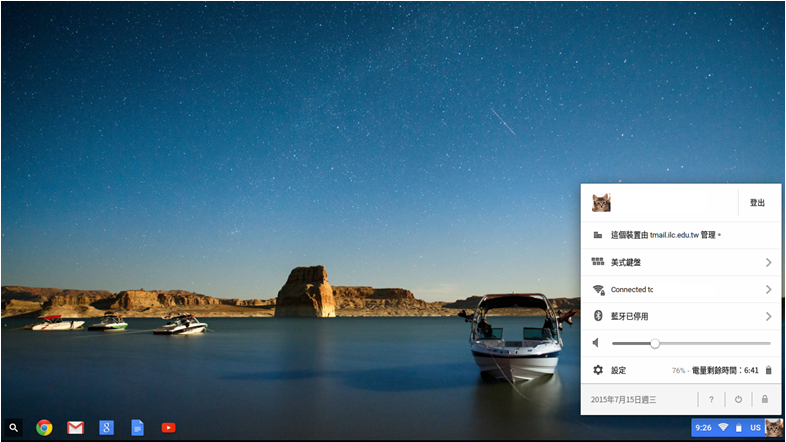 登出
這個裝置由 tmail.ilc.edu.tw 管理。
美式鍵盤
Connected to
藍牙已停用
設定 76% - 電量剩餘時間：6:41
2015年7月15日週三 ?
9:26 US